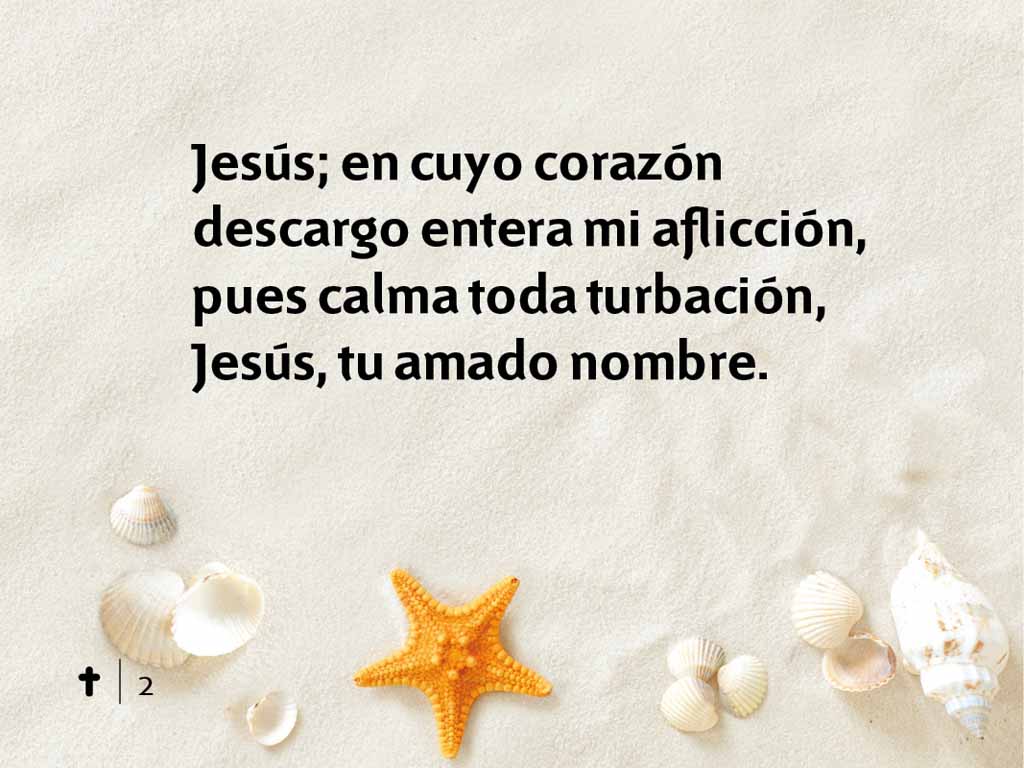 Jesús; en cuyo corazón
descargo entera mi aflicción,
pues calma toda turbación,
Jesús, tu amado nombre.
2